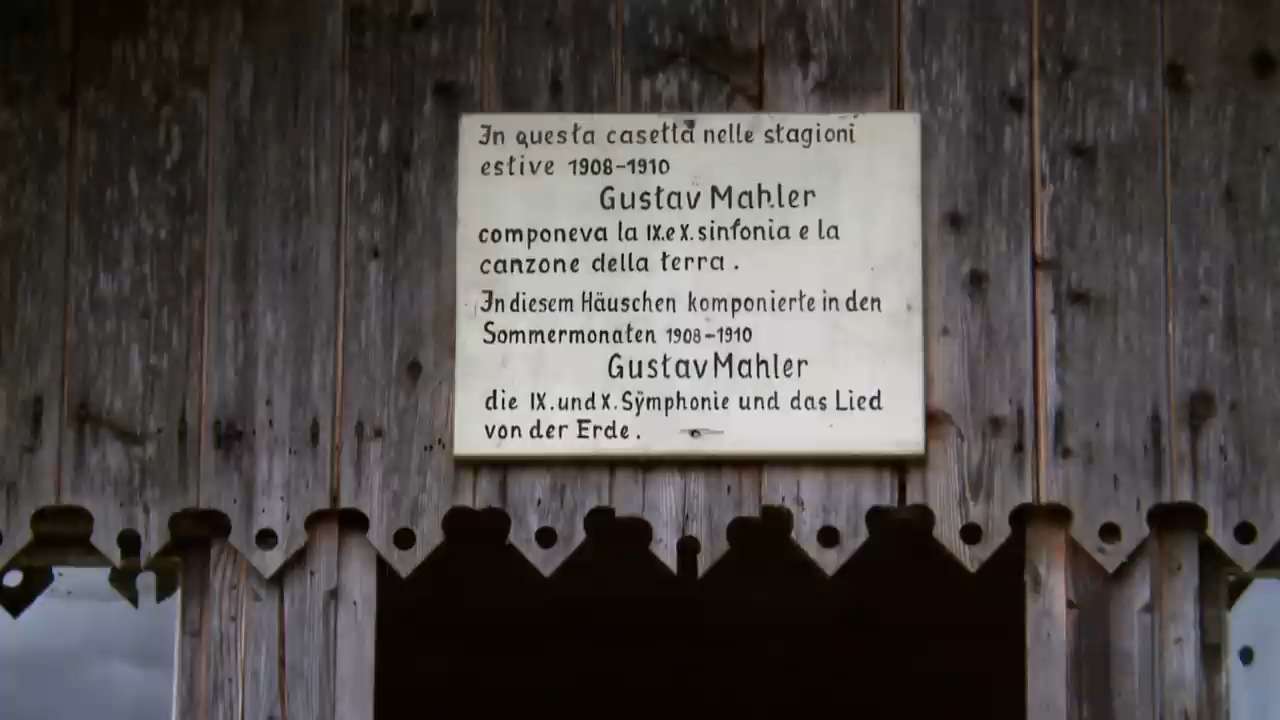 In questa casetta nelle stagioni
estive 1908-1910
Gustav Mahler
componeva la IX.e X. sinfonia e la
canzone della terra.
In diesem Häuschen komponierte in den
Sommermonaten 1908-1910
Gustav Mahler
die IX. und X. Sÿmphonie und das Lied
von der Erde.